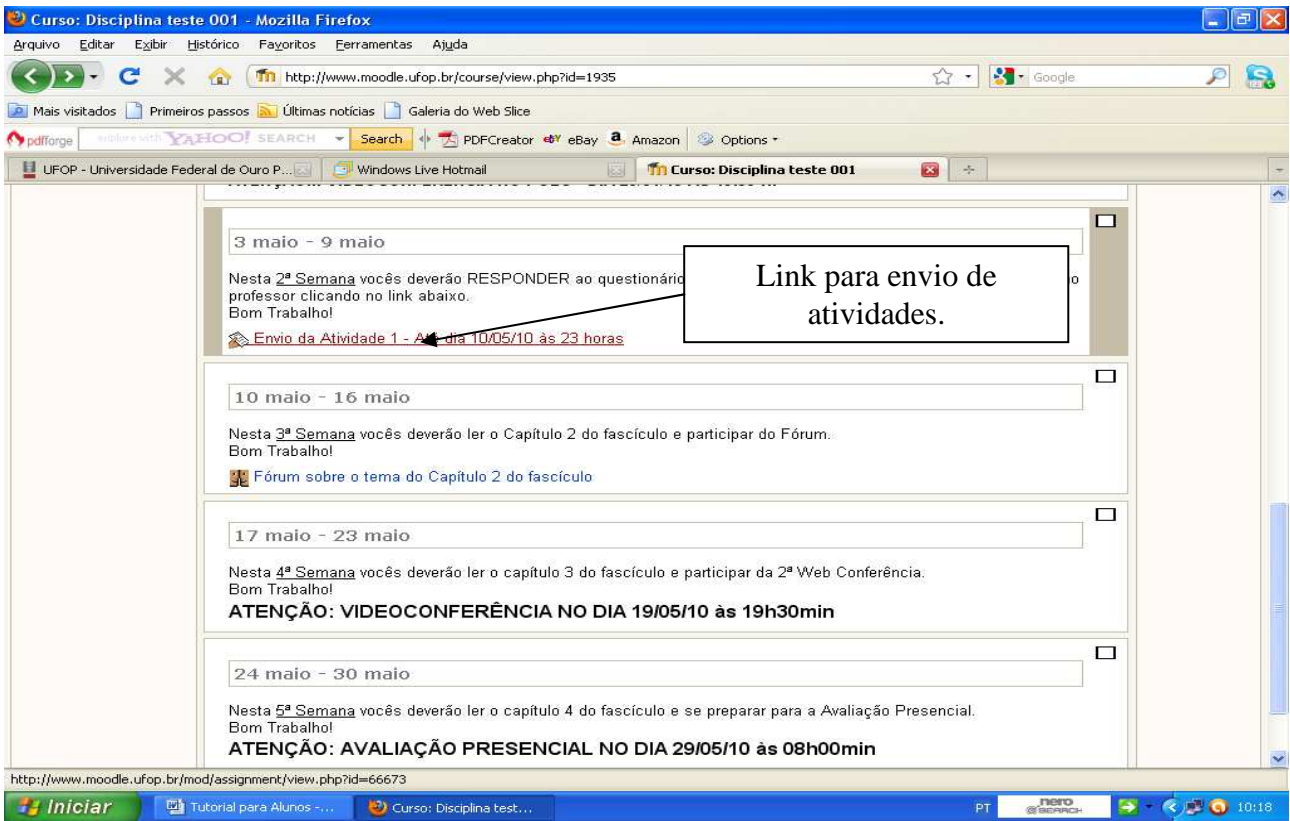 Curso: Disciplina teste 001 - Mozilla Firefox
Arquivo Editar Exibir Histórico Favoritos Ferramentas Ajuda
http://www.moodle.ufop.br/course/view.php?id=1935 Google
Mais visitados Primeiros passos Últimas notícias Galeria do Web Slice
pdfforge explore with YAHOO! SEARCH Search PDFCreator eBay Amazon Options
UFOP - Universidade Federal de Ouro P... Windows Live Hotmail Curso: Disciplina teste 001
3 maio - 9 maio
Nesta 2ª Semana vocês deverão RESPONDER ao questionário
professor clicando no link abaixo.
Bom Trabalho!
Link para envio de
atividades.
Envio da Atividade 1 - Até dia 10/05/10 às 23 horas
10 maio - 16 maio
Nesta 3ª Semana vocês deverão ler o Capítulo 2 do fascículo e participar do Fórum.
Bom Trabalho!
Fórum sobre o tema do Capítulo 2 do fascículo
17 maio - 23 maio
Nesta 4ª Semana vocês deverão ler o capítulo 3 do fascículo e participar da 2ª Web Conferência.
Bom Trabalho!
ATENÇÃO: VIDEOCONFERÊNCIA NO DIA 19/05/10 às 19h30min
24 maio - 30 maio
Nesta 5ª Semana vocês deverão ler o capítulo 4 do fascículo e se preparar para a Avaliação Presencial.
Bom Trabalho!
ATENÇÃO: AVALIAÇÃO PRESENCIAL NO DIA 29/05/10 às 08h00min
http://www.moodle.ufop.br/mod/assignment/view.php?id=66673
Iniciar Tutorial para Alunos -... Curso: Disciplina test... PT nero SEARCH 10:18